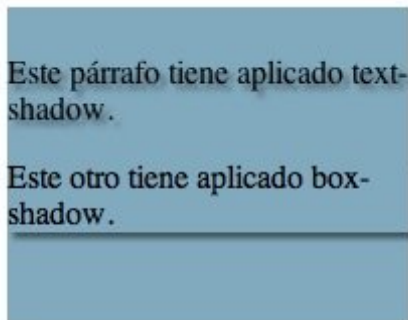 Este párrafo tiene aplicado text-
shadow.
Este otro tiene aplicado box-
shadow.